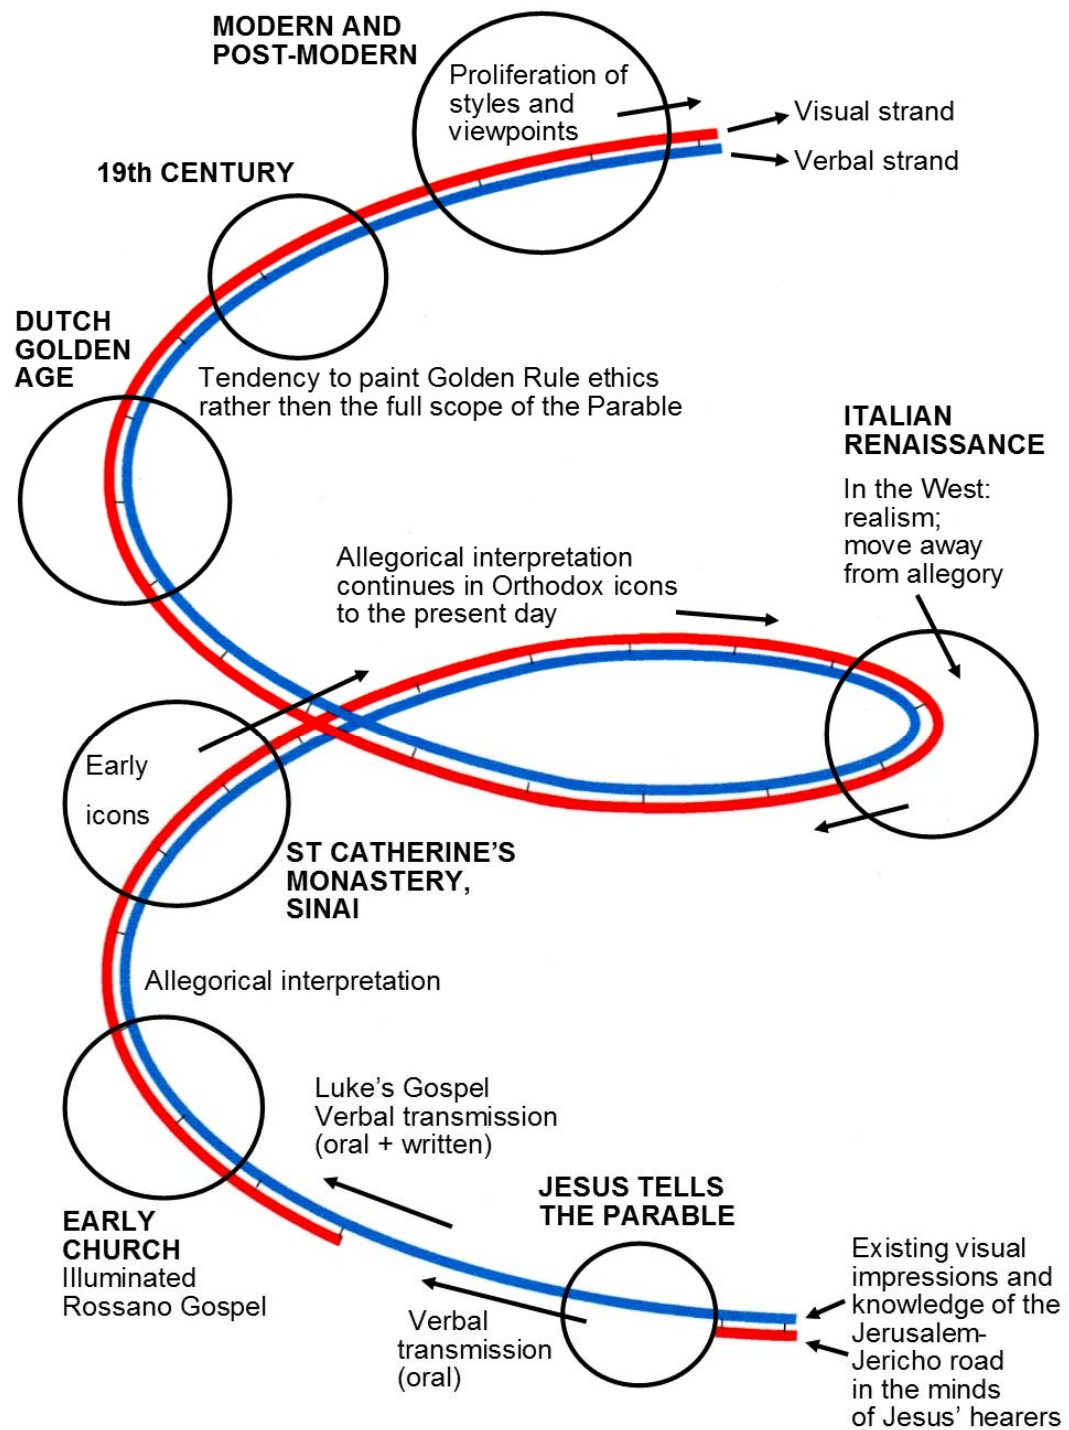 MODERN AND
POST-MODERN
Proliferation of
styles and
viewpoints
Visual strand
Verbal strand
19th CENTURY
DUTCH
GOLDEN
AGE
Tendency to paint Golden Rule ethics
rather then the full scope of the Parable
ITALIAN
RENAISSANCE
In the West:
realism;
move away
from allegory
Allegorical interpretation
continues in Orthodox icons
to the present day
Early
icons
ST CATHERINE’S
MONASTERY,
SINAI
Allegorical interpretation
Luke’s Gospel
Verbal transmission
(oral + written)
EARLY
CHURCH
Illuminated
Rossano Gospel
JESUS TELLS
THE PARABLE
Verbal
transmission
(oral)
Existing visual
impressions and
knowledge of the
Jerusalem-
Jericho road
in the minds
of Jesus’ hearers